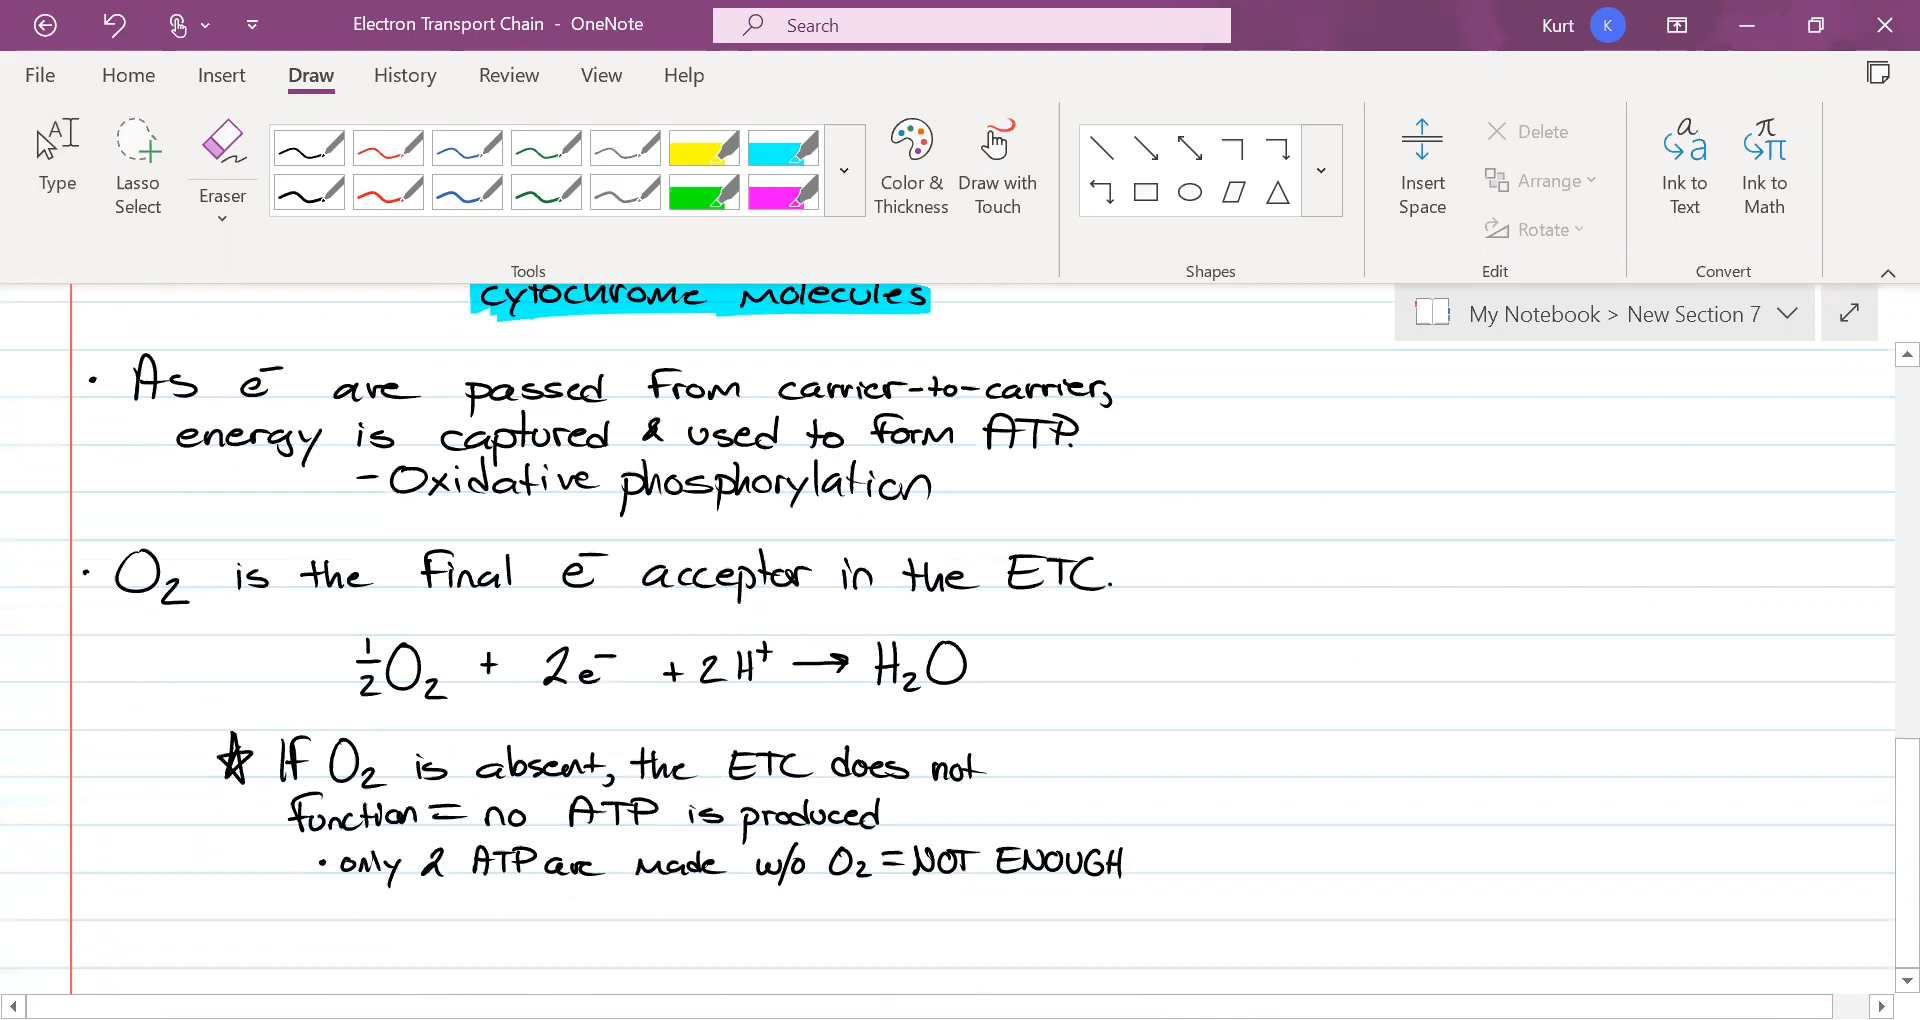 Electron Transport Chain - OneNote
Search
Kurt
K
File Home Insert Draw History Review View Help
Type
Lasso Select
Eraser
Color & Thickness
Draw with Touch
Tools
Shapes
Insert Space
Delete
Arrange
Rotate
Edit
Ink to Text
Ink to Math
Convert
My Notebook > New Section 7
cytochrome molecules
· As e⁻ are passed from carrier-to-carrier,
energy is captured & used to form ATP.
- Oxidative phosphorylation
· O₂ is the final e⁻ acceptor in the ETC.
½O₂ + 2e⁻ + 2H⁺ → H₂O
☆ If O₂ is absent, the ETC does not
function = no ATP is produced
· only 2 ATP are made w/o O₂ = NOT ENOUGH